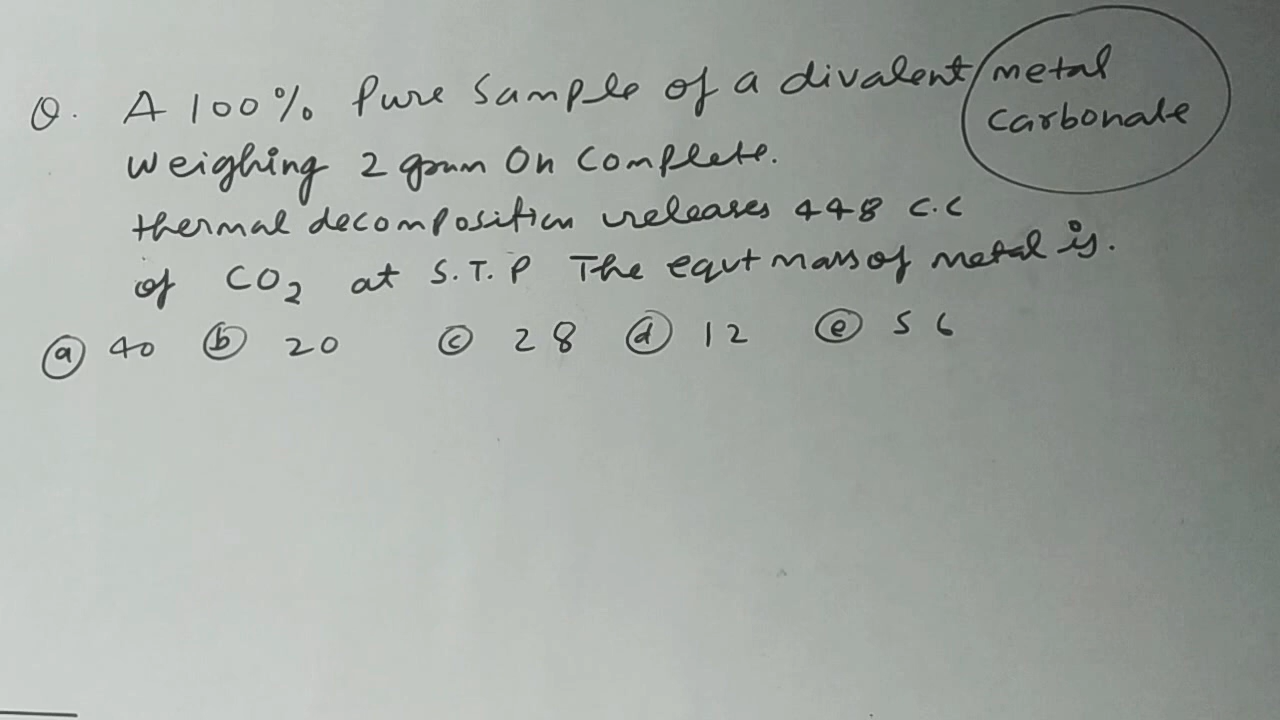 Q. A 100% Pure Sample of a divalent metal carbonate
Weighing 2 gram On Complete.
thermal decomposition releases 448 C.C
of CO2 at S.T.P The eqvt mass of metal is.
(a) 40 (b) 20 (c) 28 (d) 12 (e) 56